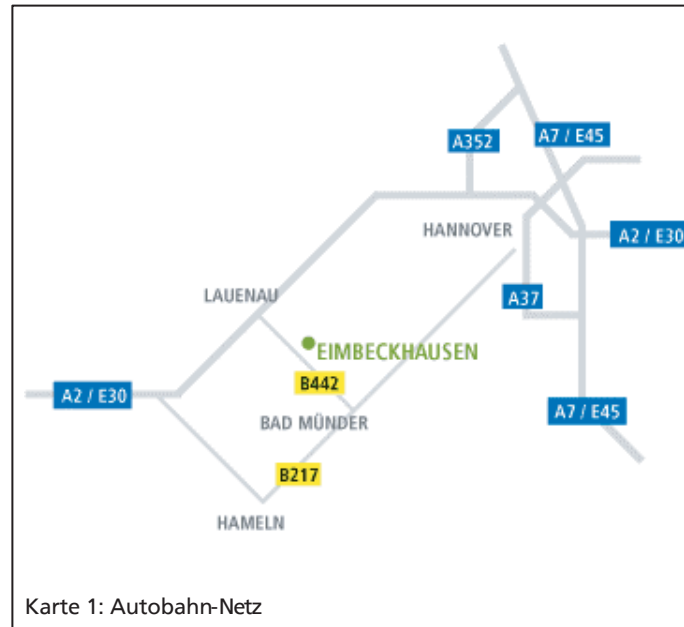 A352
A7 / E45
HANNOVER
A2 / E30
LAUENAU
A37
EIMBECKHAUSEN
B442
A2 / E30
A7 / E45
BAD MÜNDER
B217
HAMELN
Karte 1: Autobahn-Netz